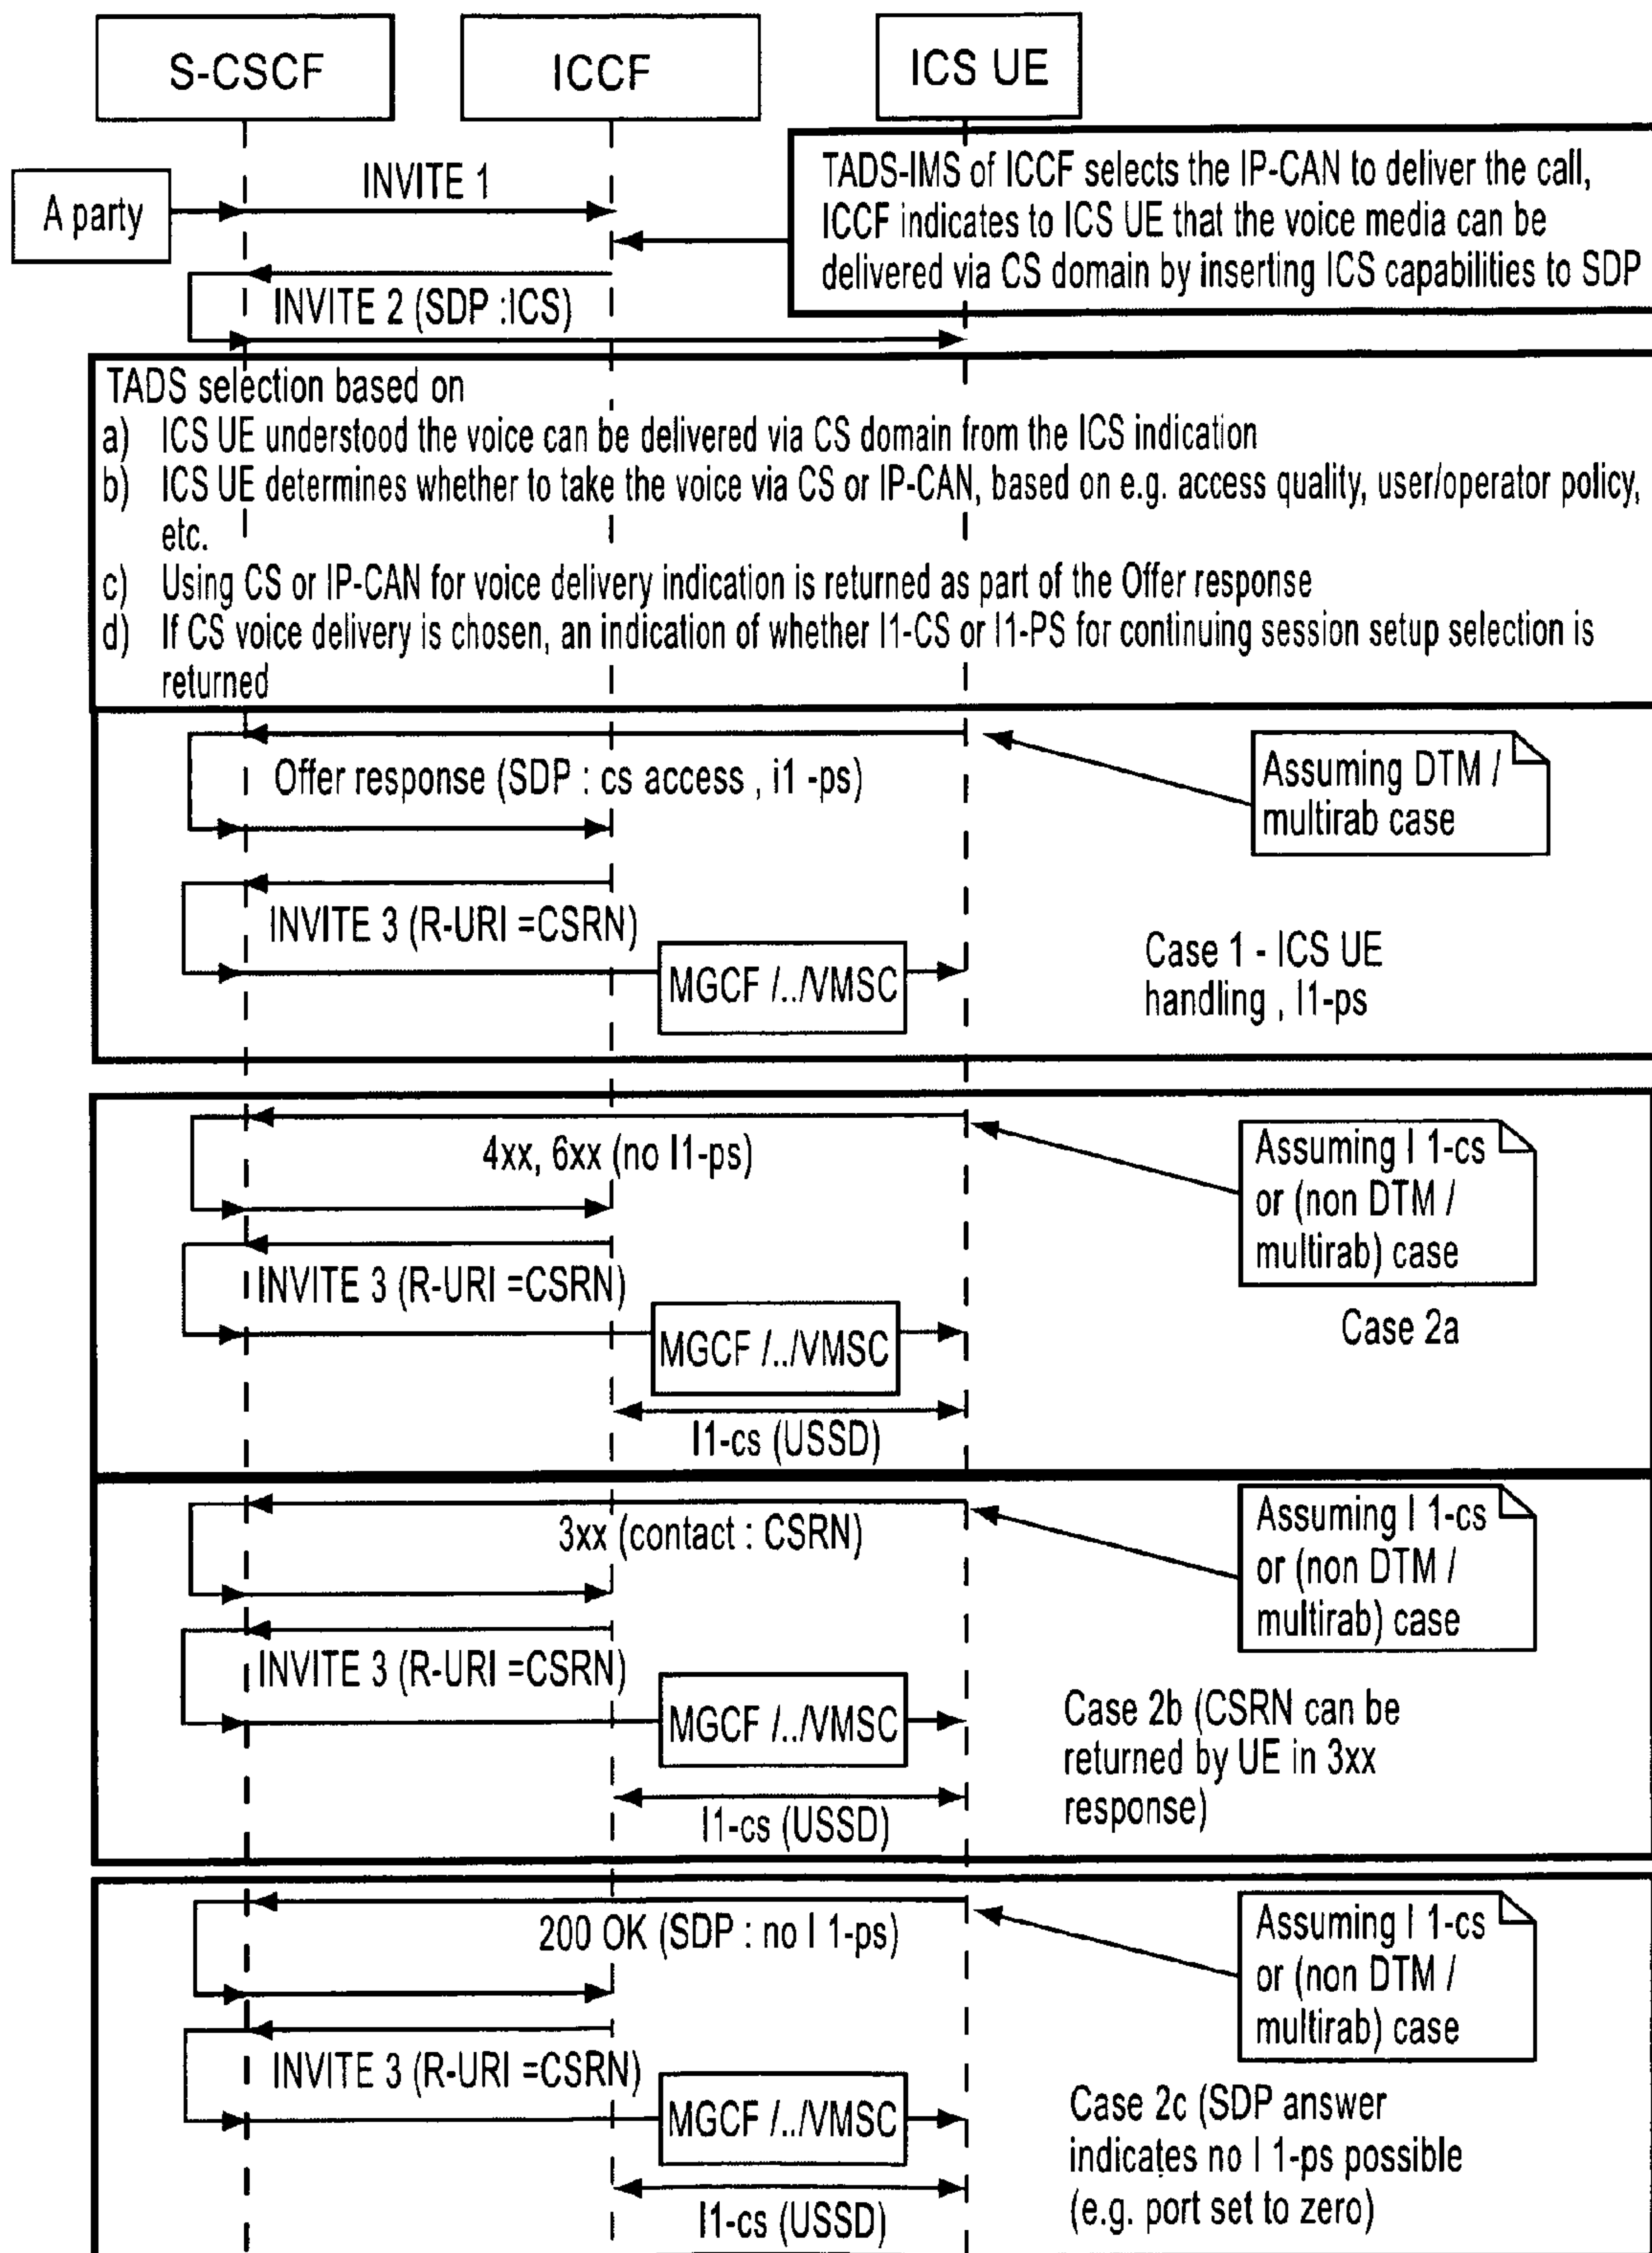 S-CSCF
ICCF
ICS UE
A party
INVITE 1
TADS-IMS of ICCF selects the IP-CAN to deliver the call,
ICCF indicates to ICS UE that the voice media can be
delivered via CS domain by inserting ICS capabilities to SDP
INVITE 2 (SDP :ICS)
TADS selection based on
a) ICS UE understood the voice can be delivered via CS domain from the ICS indication
b) ICS UE determines whether to take the voice via CS or IP-CAN, based on e.g. access quality, user/operator policy,
etc.
c) Using CS or IP-CAN for voice delivery indication is returned as part of the Offer response
d) If CS voice delivery is chosen, an indication of whether I1-CS or I1-PS for continuing session setup selection is
returned
Offer response (SDP : cs access , i1 -ps)
Assuming DTM /
multirab case
INVITE 3 (R-URI =CSRN)
MGCF /../VMSC
Case 1 - ICS UE
handling , I1-ps
4xx, 6xx (no I1-ps)
Assuming I 1-cs
or (non DTM /
multirab) case
INVITE 3 (R-URI =CSRN)
MGCF /../VMSC
Case 2a
I1-cs (USSD)
3xx (contact : CSRN)
Assuming I 1-cs
or (non DTM /
multirab) case
INVITE 3 (R-URI =CSRN)
MGCF /../VMSC
Case 2b (CSRN can be
returned by UE in 3xx
response)
I1-cs (USSD)
200 OK (SDP : no I 1-ps)
Assuming I 1-cs
or (non DTM /
multirab) case
INVITE 3 (R-URI =CSRN)
MGCF /../VMSC
Case 2c (SDP answer
indicates no I 1-ps possible
(e.g. port set to zero)
I1-cs (USSD)